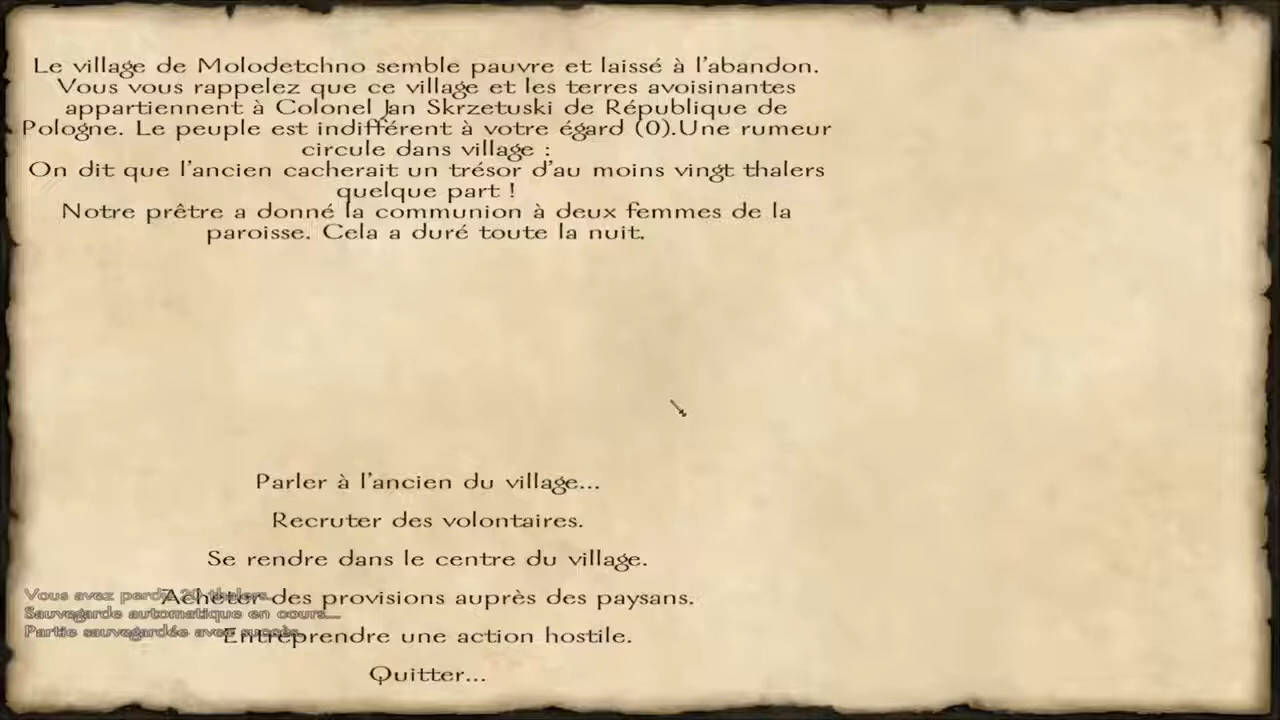 Le village de Molodetchno semble pauvre et laissé à l'abandon.
Vous vous rappelez que ce village et les terres avoisinantes
appartiennent à Colonel Jan Skrzetuski de République de
Pologne. Le peuple est indifférent à votre égard (0).Une rumeur
circule dans village :
On dit que l'ancien cacherait un trésor d'au moins vingt thalers
quelque part !
Notre prêtre a donné la communion à deux femmes de la
paroisse. Cela a duré toute la nuit.
Parler à l'ancien du village...
Recruter des volontaires.
Se rendre dans le centre du village.
Vous avez perdu thalers.
Acheter des provisions auprès des paysans.
Sauvegarde automatique en cours...
Partie sauvegardée avec succès.
Entreprendre une action hostile.
Quitter...